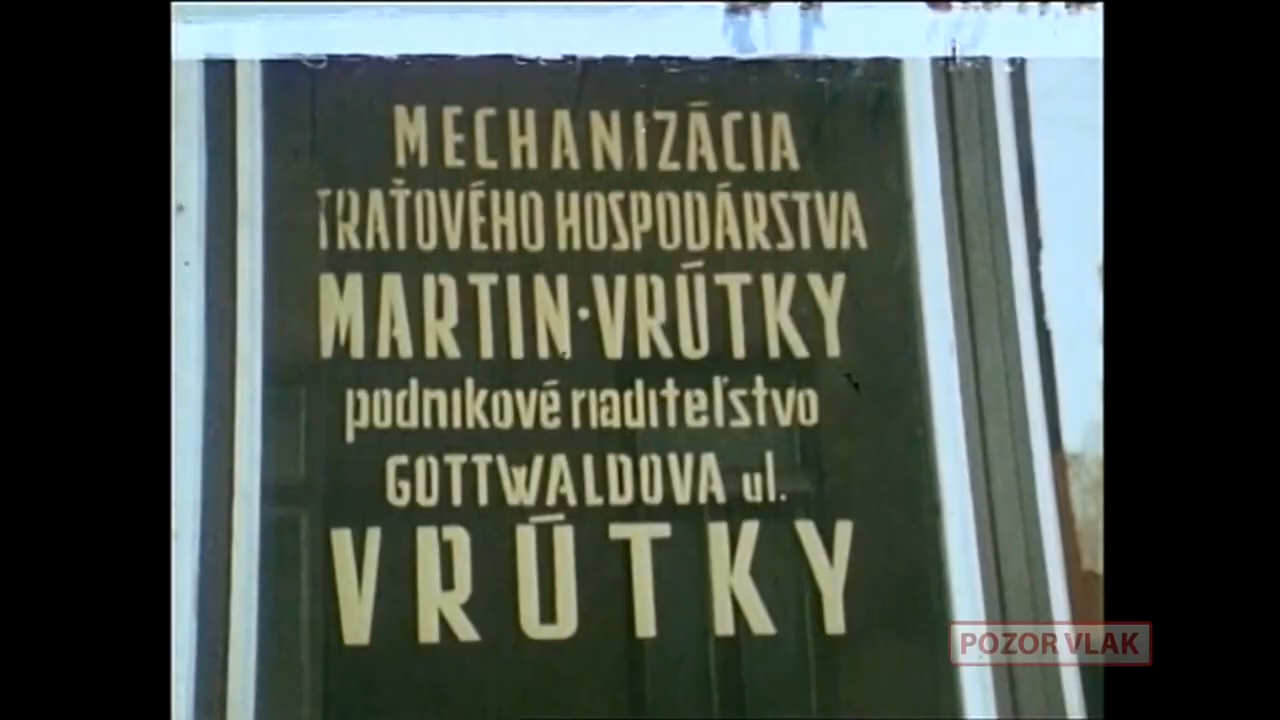 MECHANIZÁCIA
TRAŤOVÉHO HOSPODÁRSTVA
MARTIN·VRÚTKY
podnikové riaditeľstvo
GOTTWALDOVA ul.
VRÚTKY
POZOR VLAK